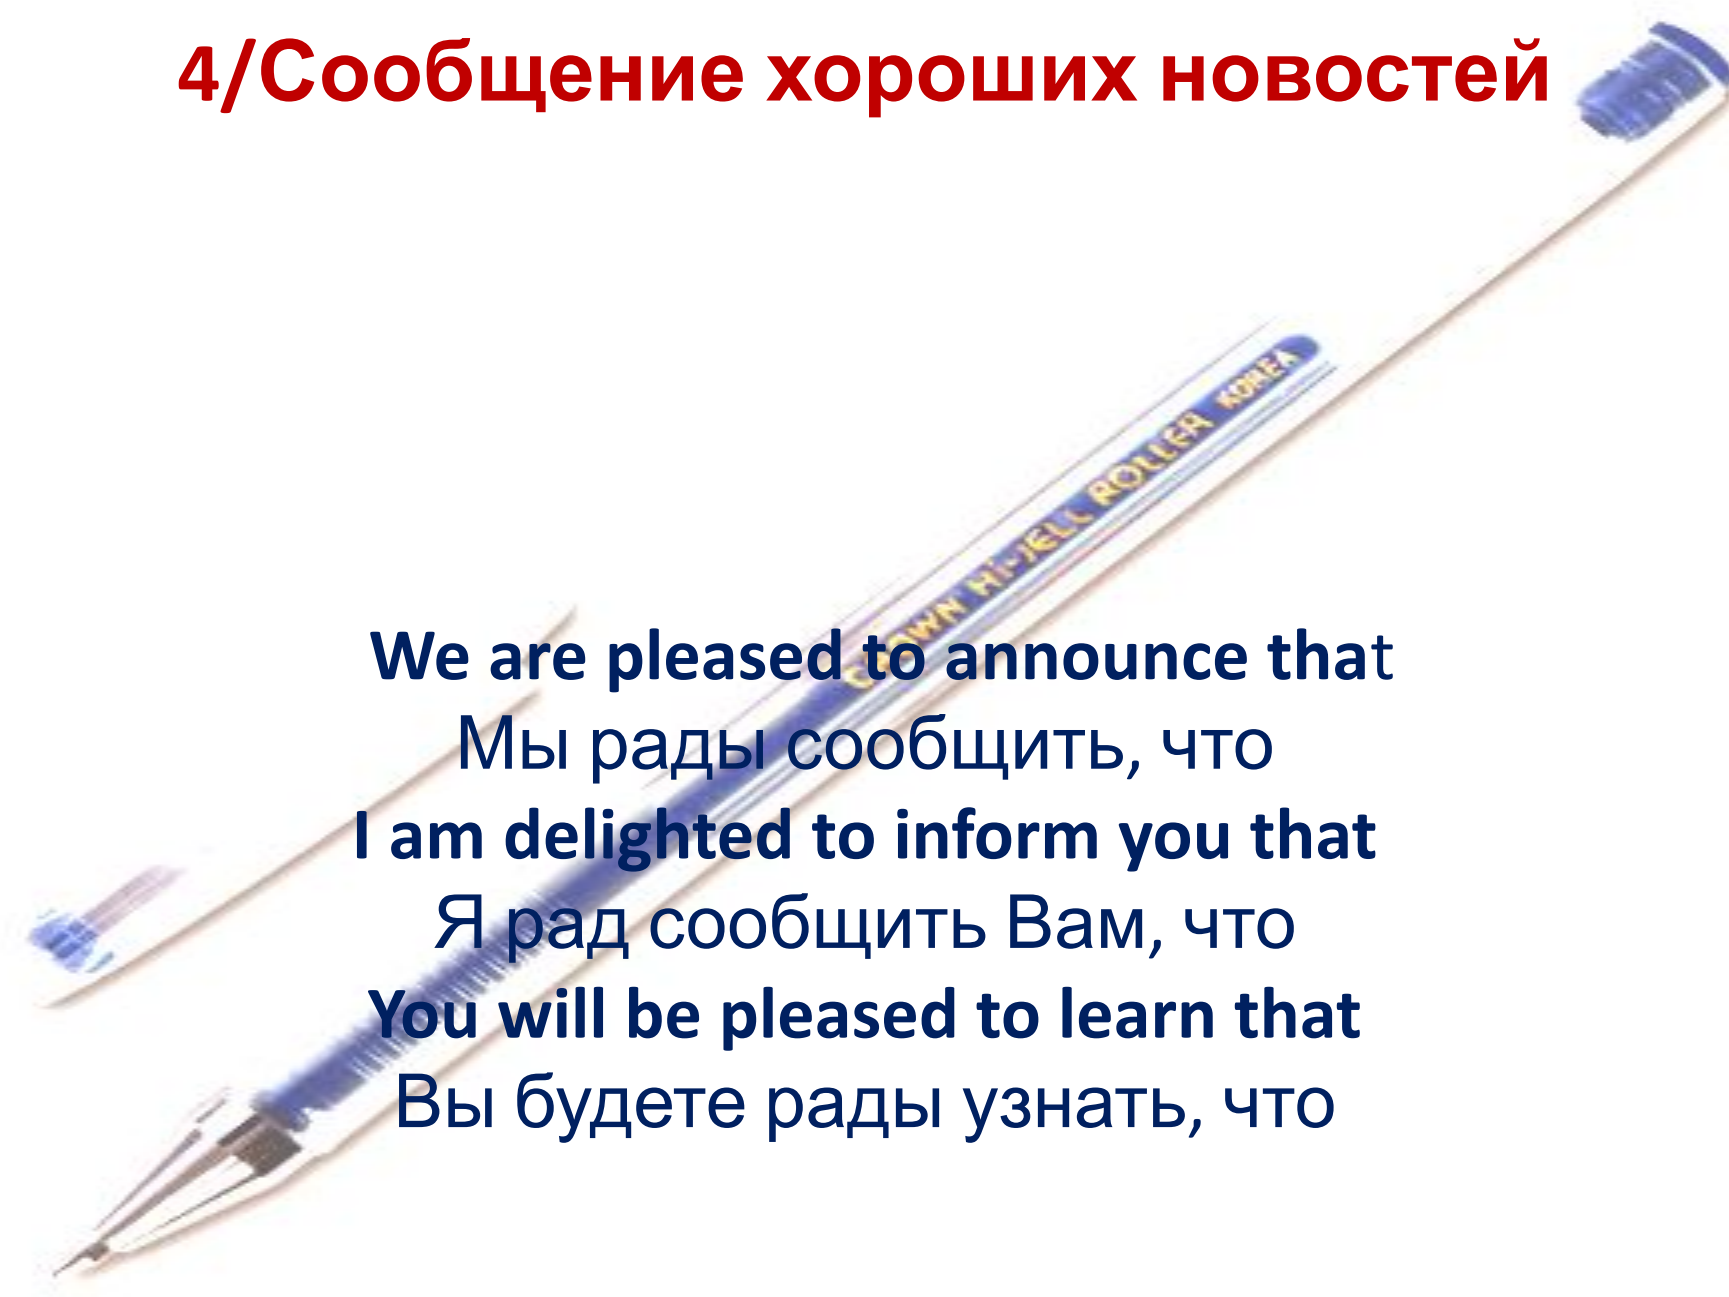 4/Сообщение хороших новостей
CROWN Hi-JELL ROLLER KOREA
We are pleased to announce that
Мы рады сообщить, что
I am delighted to inform you that
Я рад сообщить Вам, что
You will be pleased to learn that
Вы будете рады узнать, что